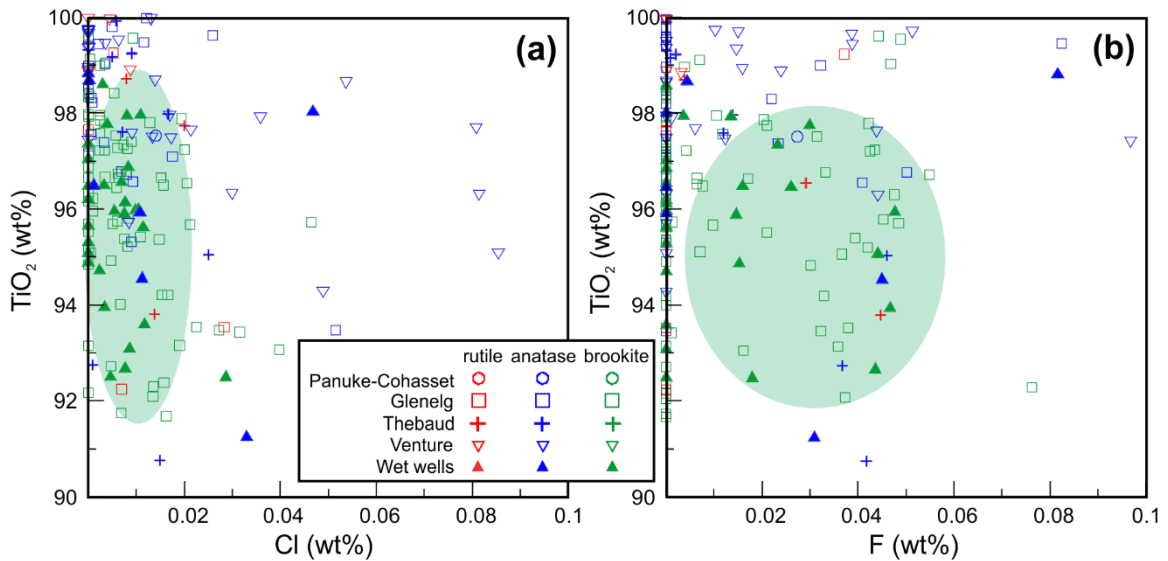 (a)
100
98
96
94
92
90
TiO2 (wt%)
0.02 0.04 0.06 0.08 0.1
Cl (wt%)
rutile anatase brookite
Panuke-Cohasset
Glenelg
Thebaud
Venture
Wet wells
(b)
100
98
96
94
92
90
TiO2 (wt%)
0.02 0.04 0.06 0.08 0.1
F (wt%)